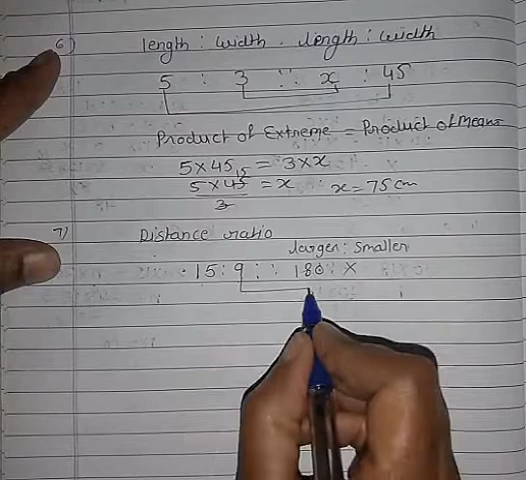 6) length : width . length : width
5 : 3 :: x : 45
Product of Extreme = Product of Means
5 x 45 = 3 x x
5 x 45 15 = x x = 75 cm
3
7) Distance ratio
larger : smaller
15 : 9 :: 180 : x